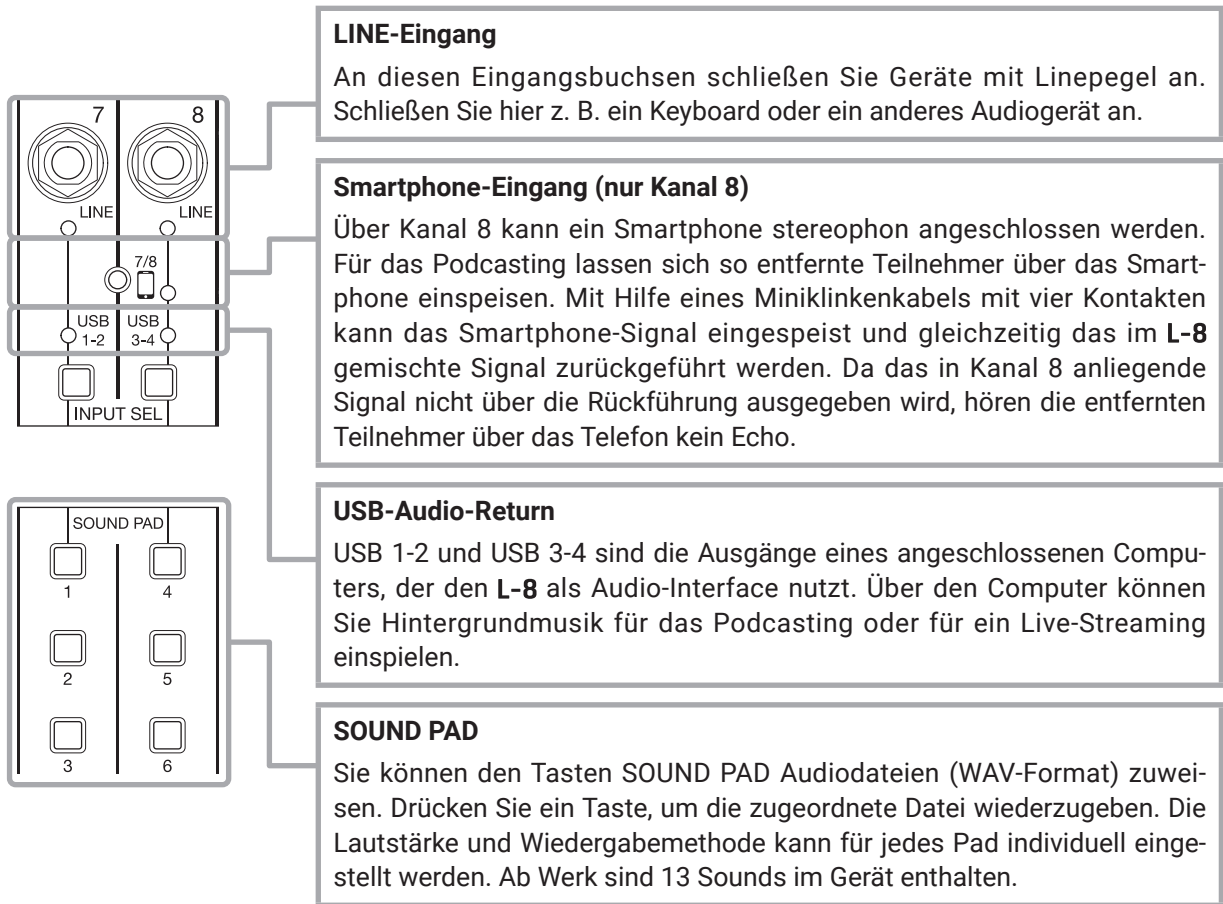 7 8
LINE LINE
7/8
USB USB
1-2 3-4
INPUT SEL
LINE-Eingang
An diesen Eingangsbuchsen schließen Sie Geräte mit Linepegel an.
Schließen Sie hier z. B. ein Keyboard oder ein anderes Audiogerät an.
Smartphone-Eingang (nur Kanal 8)
Über Kanal 8 kann ein Smartphone stereophon angeschlossen werden.
Für das Podcasting lassen sich so entfernte Teilnehmer über das Smart-
phone einspeisen. Mit Hilfe eines Miniklinkenkabels mit vier Kontakten
kann das Smartphone-Signal eingespeist und gleichzeitig das im L-8
gemischte Signal zurückgeführt werden. Da das in Kanal 8 anliegende
Signal nicht über die Rückführung ausgegeben wird, hören die entfernten
Teilnehmer über das Telefon kein Echo.
USB-Audio-Return
USB 1-2 und USB 3-4 sind die Ausgänge eines angeschlossenen Compu-
ters, der den L-8 als Audio-Interface nutzt. Über den Computer können
Sie Hintergrundmusik für das Podcasting oder für ein Live-Streaming
einspielen.
SOUND PAD
1 4
2 5
3 6
SOUND PAD
Sie können den Tasten SOUND PAD Audiodateien (WAV-Format) zuwei-
sen. Drücken Sie ein Taste, um die zugeordnete Datei wiederzugeben. Die
Lautstärke und Wiedergabemethode kann für jedes Pad individuell einge-
stellt werden. Ab Werk sind 13 Sounds im Gerät enthalten.